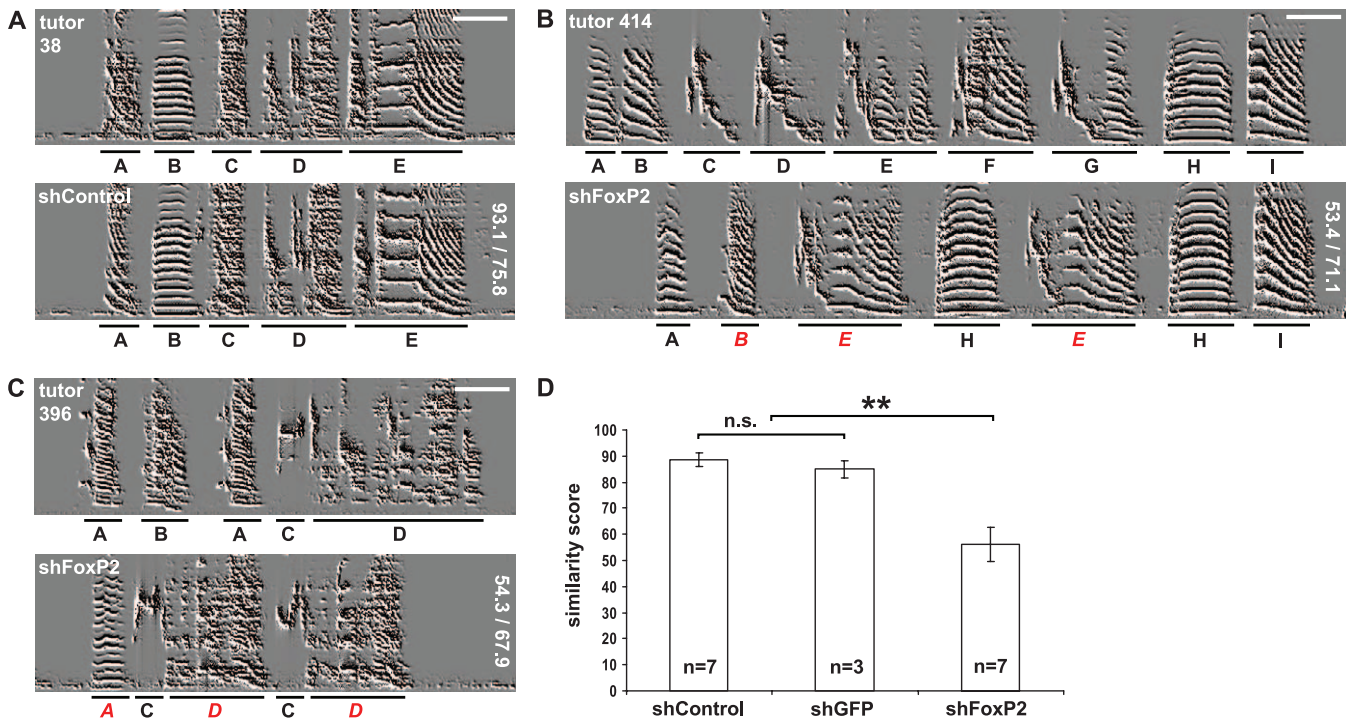 A
tutor
38
A B C D E
shControl
93.1 / 75.8
A B C D E
B
tutor 414
A B C D E F G H I
shFoxP2
53.4 / 71.1
A B E H E H I
C
tutor
396
A B A C D
shFoxP2
54.3 / 67.9
A C D C D
D
**
n.s.
similarity score
100
90
80
70
60
50
40
30
20
10
0
n=7 n=3 n=7
shControl shGFP shFoxP2